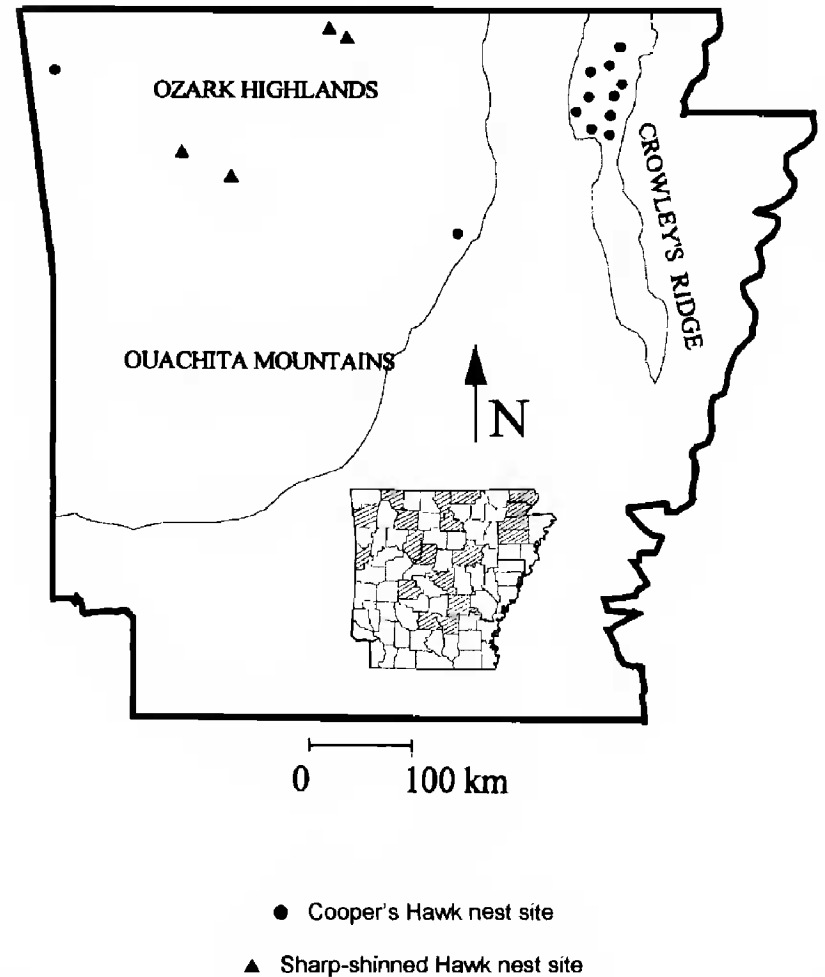 OZARK HIGHLANDS
CROWLEY'S RIDGE
OUACHITA MOUNTAINS
N
0 100 km
Cooper's Hawk nest site
Sharp-shinned Hawk nest site